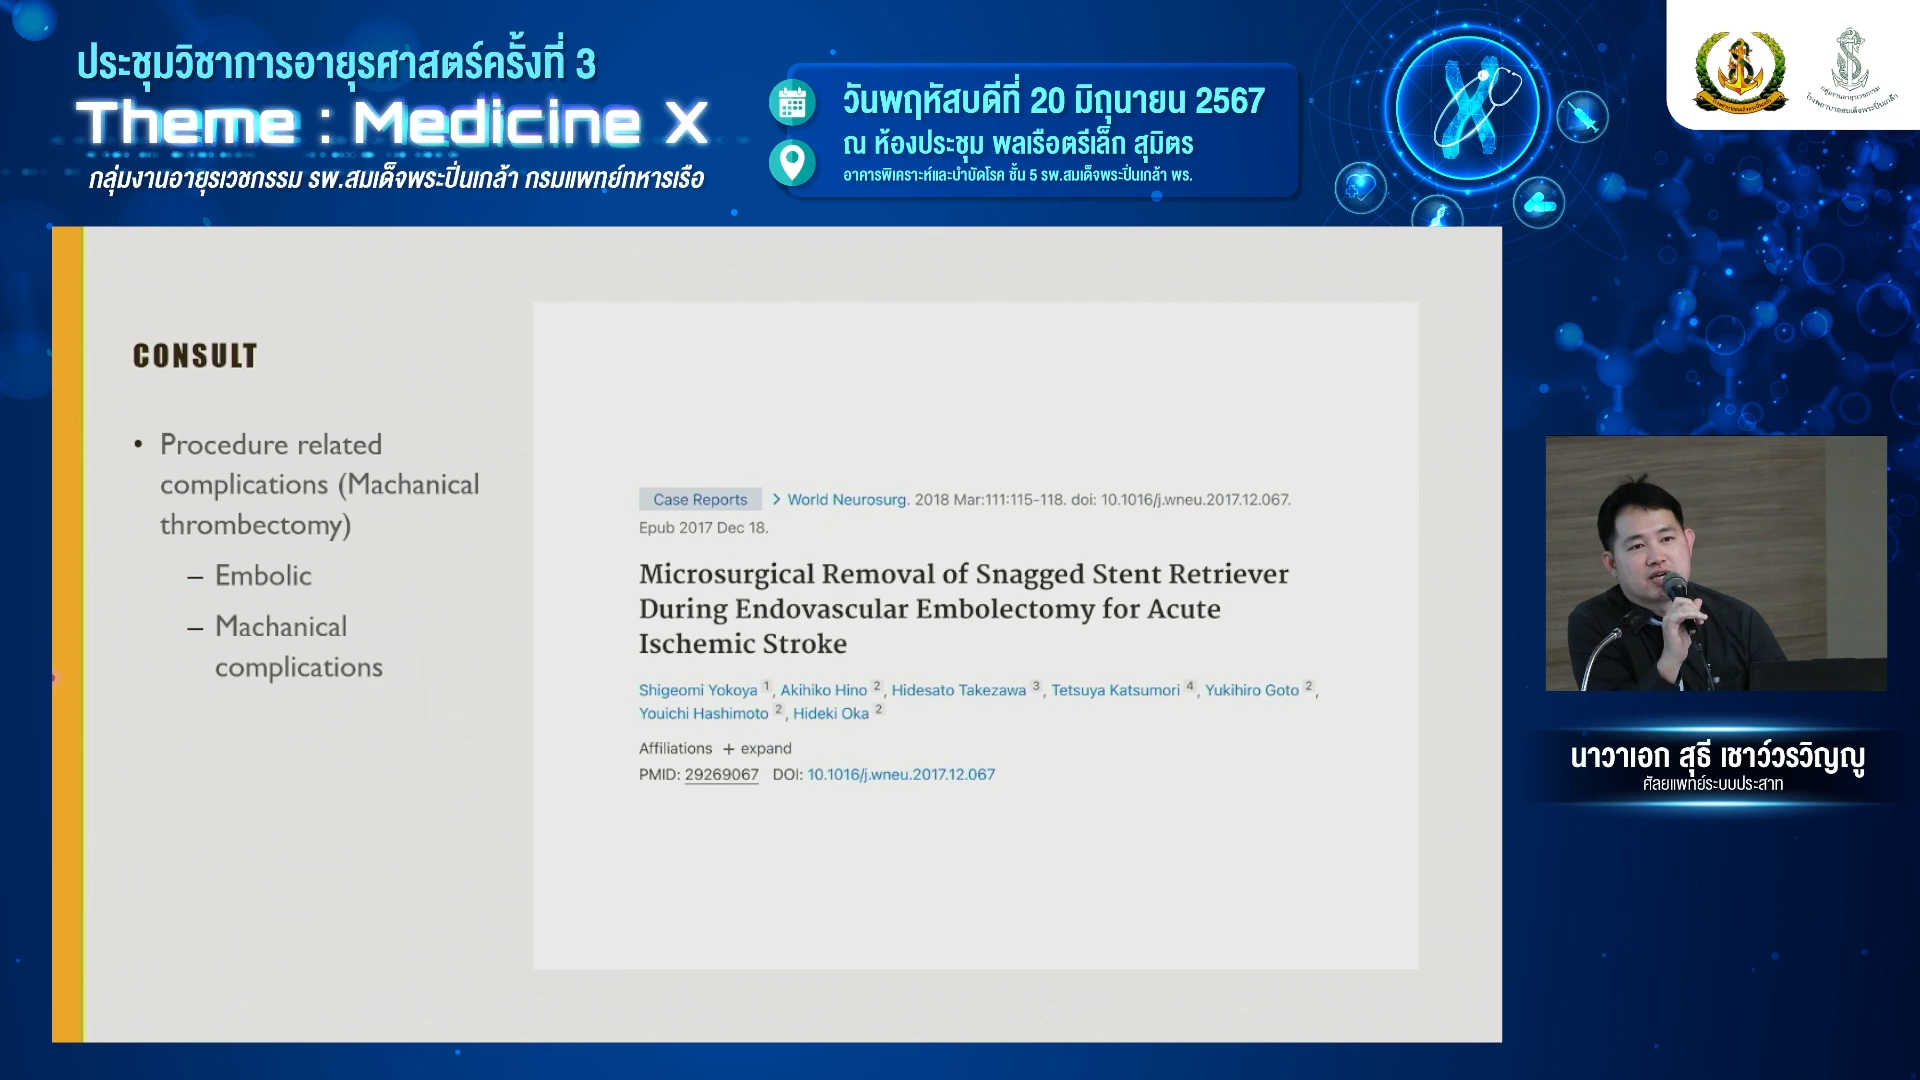 ประชุมวิชาการอายุรศาสตร์ครั้งที่ 3
Theme : Medicine X
กลุ่มงานอายุรเวชกรรม รพ.สมเด็จพระปิ่นเกล้า กรมแพทย์ทหารเรือ
วันพฤหัสบดีที่ 20 มิถุนายน 2567
ณ ห้องประชุม พลเรือตรีเล็ก สุมิตร
อาคารพิเคราะห์และบำบัดโรค ชั้น 5 รพ.สมเด็จพระปิ่นเกล้า พร.
CONSULT
• Procedure related
complications (Machanical
thrombectomy)
– Embolic
– Machanical
complications
Case Reports > World Neurosurg. 2018 Mar:111:115-118. doi: 10.1016/j.wneu.2017.12.067.
Epub 2017 Dec 18.
Microsurgical Removal of Snagged Stent Retriever
During Endovascular Embolectomy for Acute
Ischemic Stroke
Shigeomi Yokoya 1, Akihiko Hino 2, Hidesato Takezawa 3, Tetsuya Katsumori 4, Yukihiro Goto 2,
Youichi Hashimoto 2, Hideki Oka 2
Affiliations + expand
PMID: 29269067 DOI: 10.1016/j.wneu.2017.12.067
นาวาเอก สุธี เชาว์วรวิญญู
ศัลยแพทย์ระบบประสาท